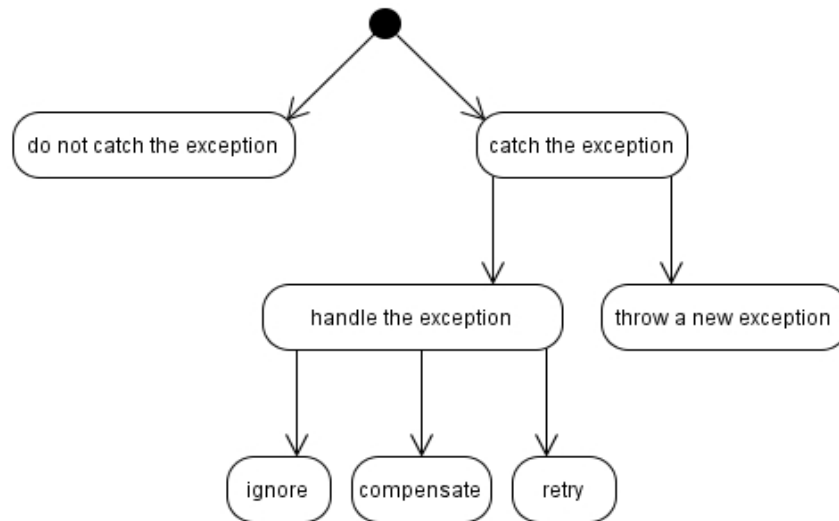 do not catch the exception
catch the exception
handle the exception
throw a new exception
ignore
compensate
retry